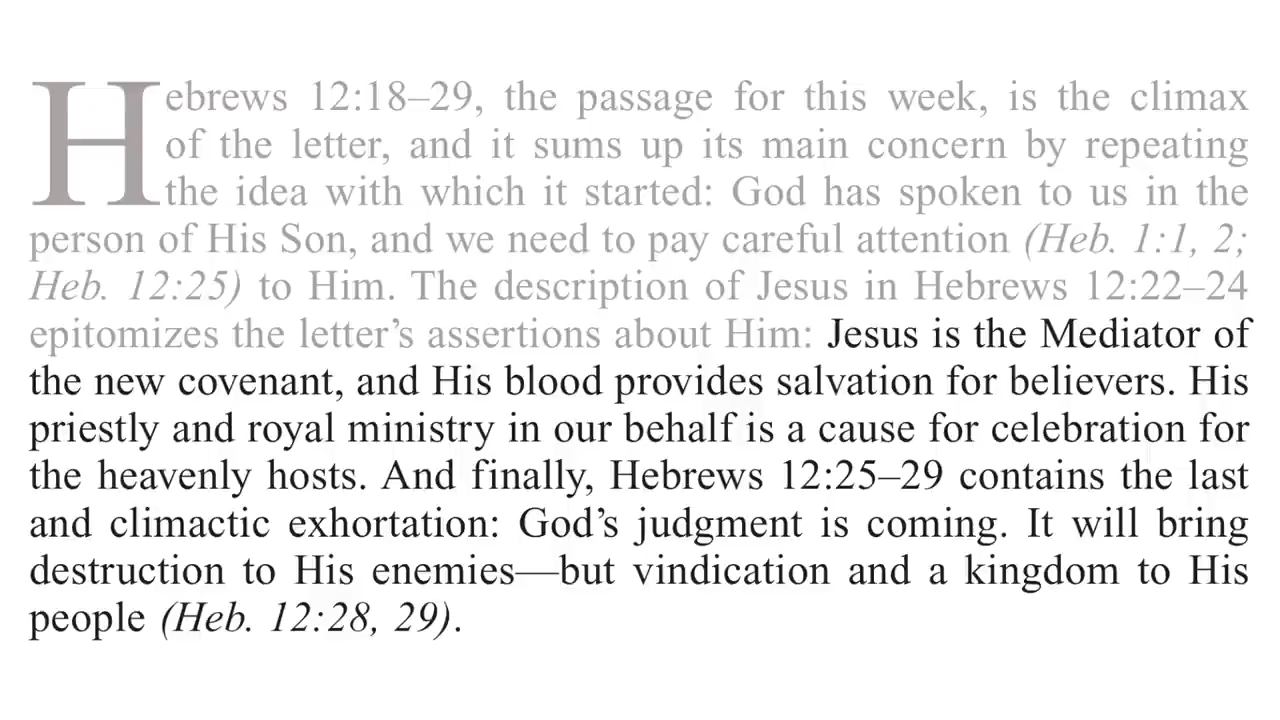 Hebrews 12:18–29, the passage for this week, is the climax
of the letter, and it sums up its main concern by repeating
the idea with which it started: God has spoken to us in the
person of His Son, and we need to pay careful attention (Heb. 1:1, 2;
Heb. 12:25) to Him. The description of Jesus in Hebrews 12:22–24
epitomizes the letter’s assertions about Him: Jesus is the Mediator of
the new covenant, and His blood provides salvation for believers. His
priestly and royal ministry in our behalf is a cause for celebration for
the heavenly hosts. And finally, Hebrews 12:25–29 contains the last
and climactic exhortation: God’s judgment is coming. It will bring
destruction to His enemies—but vindication and a kingdom to His
people (Heb. 12:28, 29).